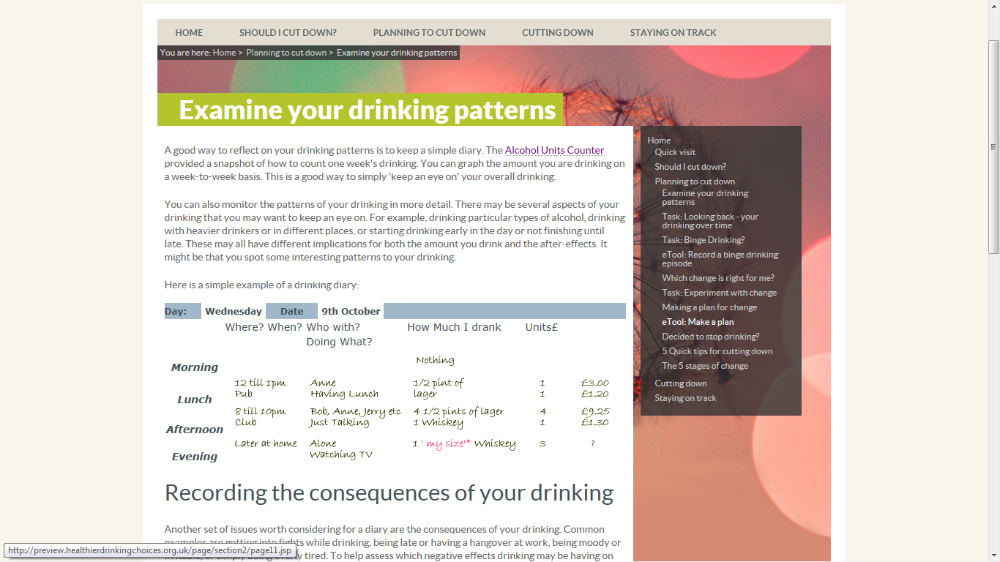 HOME SHOULD I CUT DOWN? PLANNING TO CUT DOWN CUTTING DOWN STAYING ON TRACK
You are here: Home > Planning to cut down > Examine your drinking patterns
Examine your drinking patterns
A good way to reflect on your drinking patterns is to keep a simple diary. The Alcohol Units Counter
provided a snapshot of how to count one week's drinking. You can graph the amount you are drinking on
a week-to-week basis. This is a good way to simply 'keep an eye on' your overall drinking.
You can also monitor the patterns of your drinking in more detail. There may be several aspects of your
drinking that you may want to keep an eye on. For example, drinking particular types of alcohol, drinking
with heavier drinkers or in different places, or starting drinking early in the day or not finishing until
late. These may all have different implications for both the amount you drink and the after-effects. It
might be that you spot some interesting patterns to your drinking.
Here is a simple example of a drinking diary:
Day: Wednesday Date 9th October
Where? When? Who with? How Much I drank Units£
Doing What?
Nothing
Morning
12 till 1pm Anne 1/2 pint of 1 £3.00
Pub Having Lunch lager 1 £1.20
Lunch
8 till 10pm Bob, Anne, Jerry etc 4 1/2 pints of lager 4 £9.25
Club Just Talking 1 Whiskey 1 £1.30
Afternoon
Later at home Alone 1 ' my size'* Whiskey 3 ?
Watching TV
Evening
Recording the consequences of your drinking
Another set of issues worth considering for a diary are the consequences of your drinking. Common
examples are getting into fights while drinking, being late or having a hangover at work, being moody or
tired. To help assess which negative effects drinking may be having on
Home
Quick visit
Should I cut down?
Planning to cut down
Examine your drinking
patterns
Task: Looking back - your
drinking over time
Task: Binge Drinking?
eTool: Record a binge drinking
episode
Which change is right for me?
Task: Experiment with change
Making a plan for change
eTool: Make a plan
Decided to stop drinking?
5 Quick tips for cutting down
The 5 stages of change
Cutting down
Staying on track
http://preview.healthierdrinkingchoices.org.uk/page/section2/page11.jsp